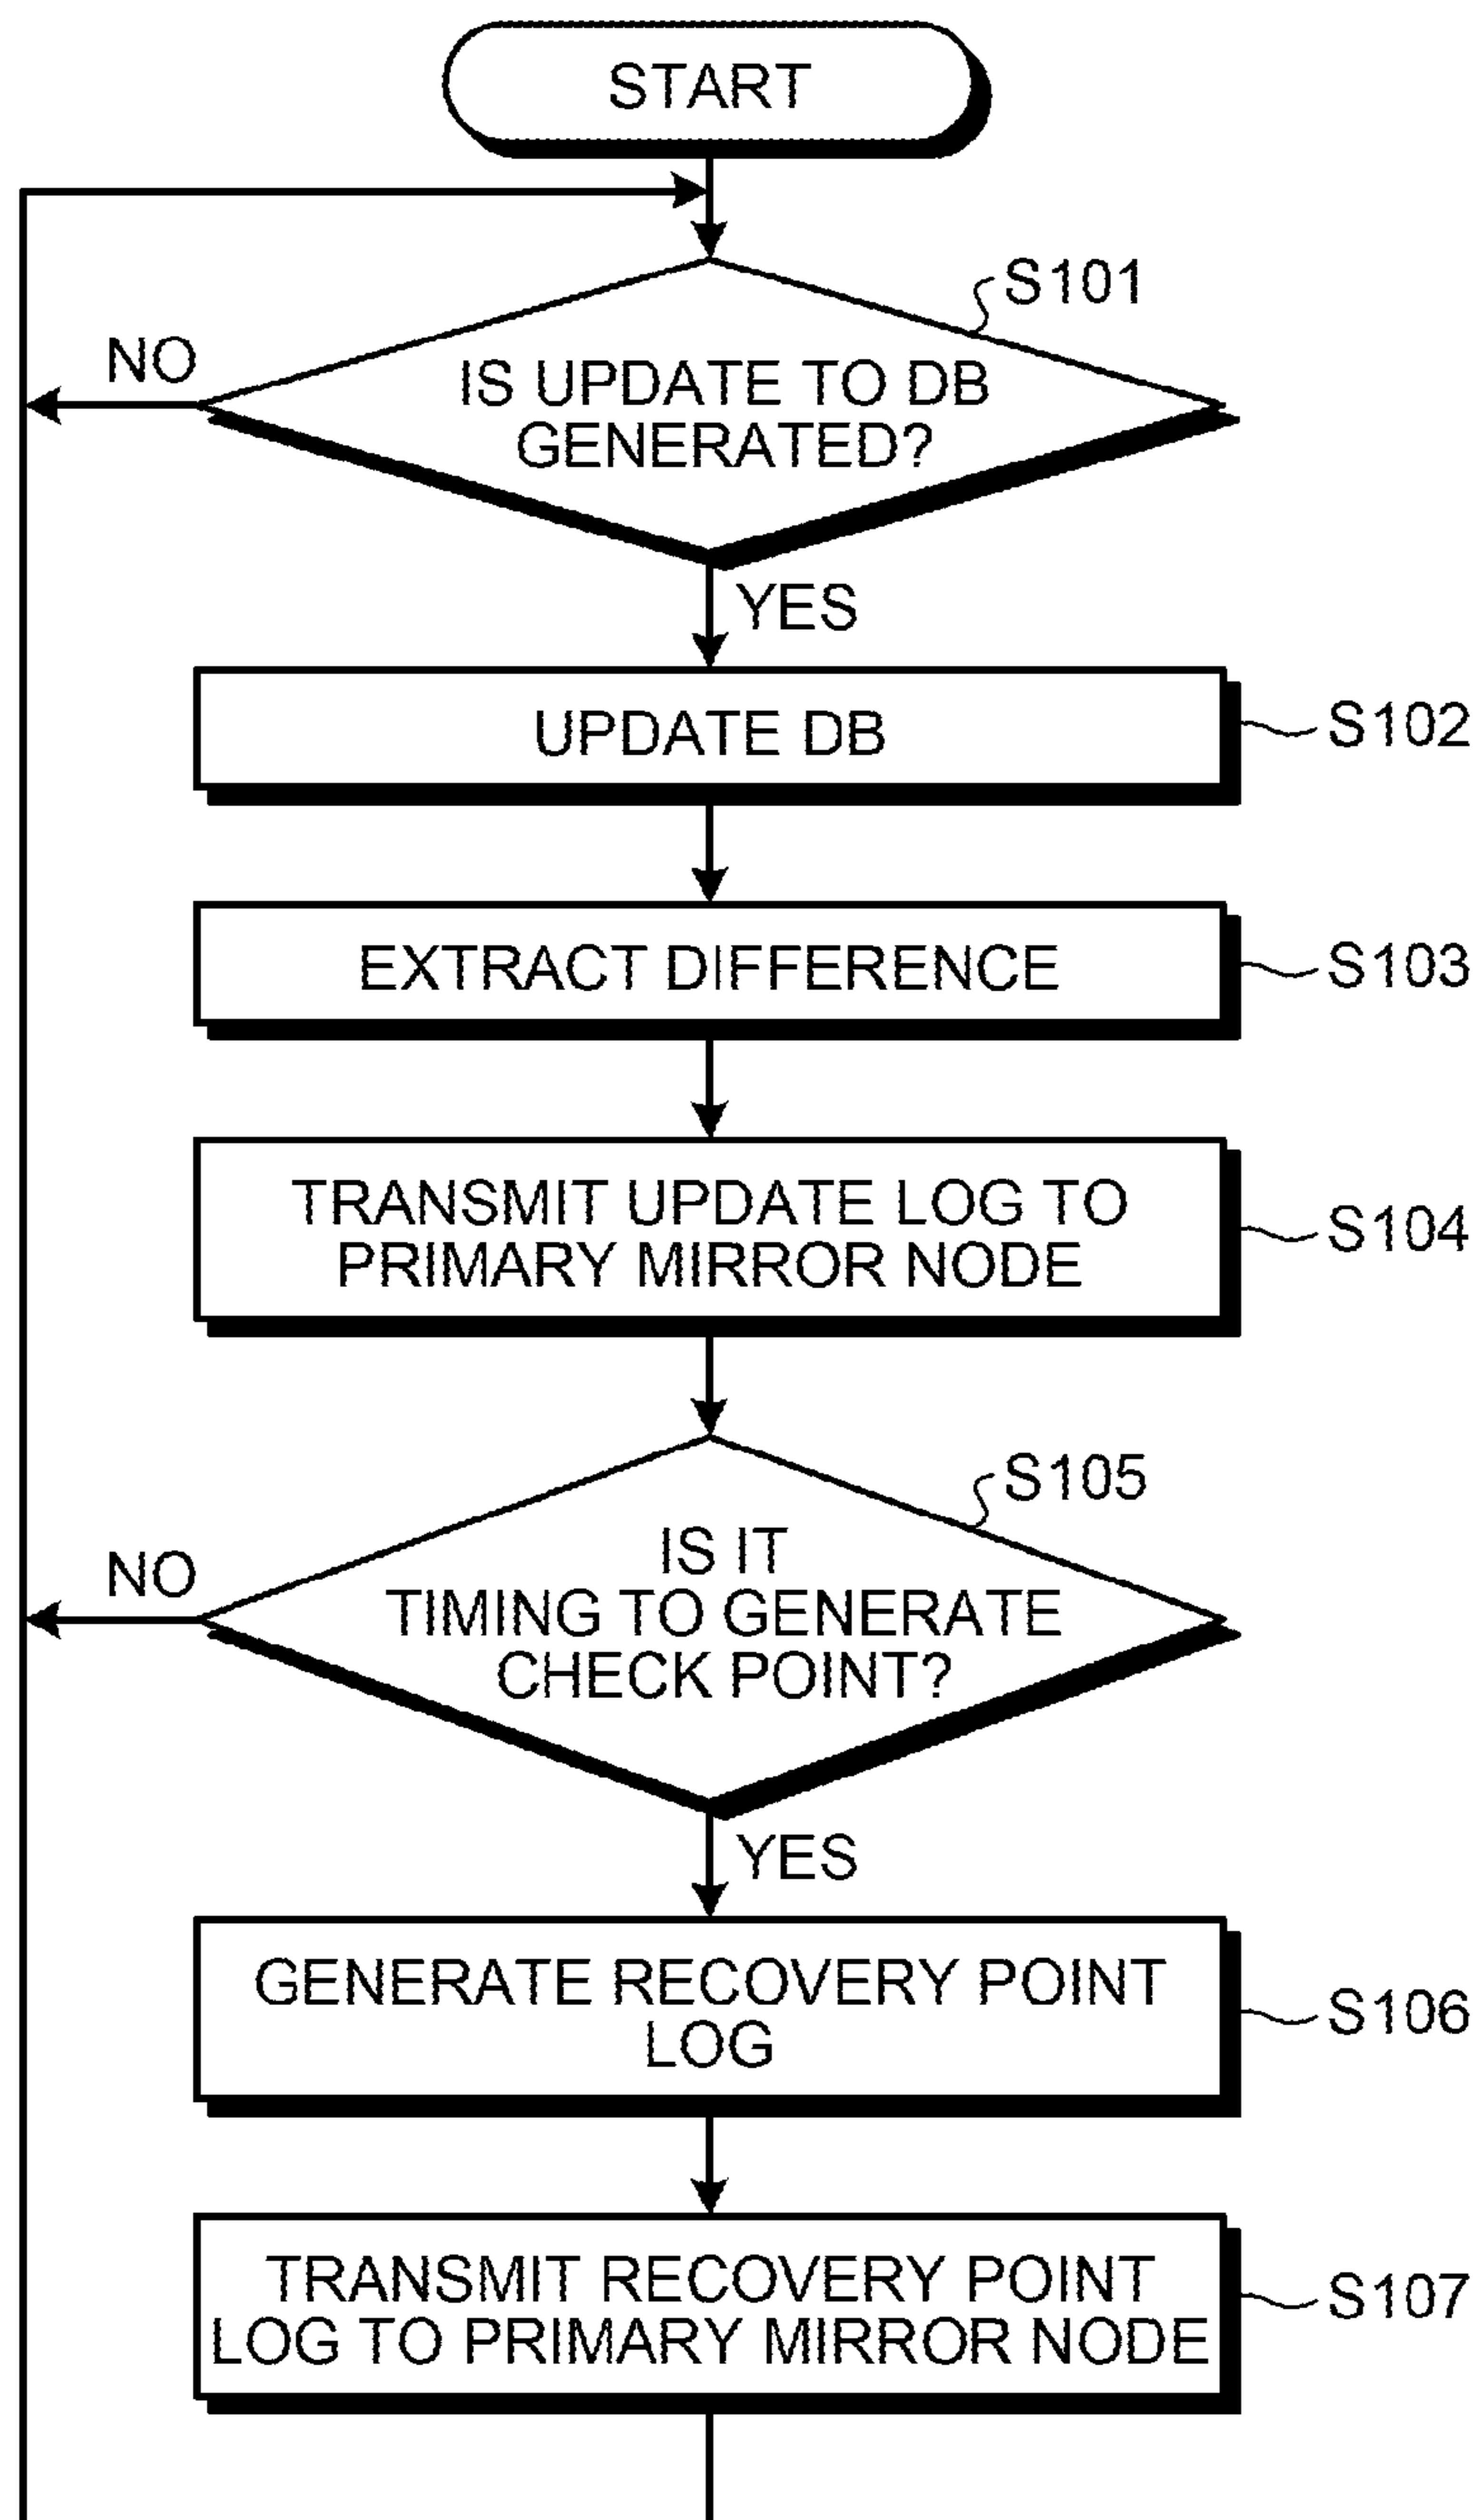 START
S101
NO
IS UPDATE TO DB
GENERATED?
YES
UPDATE DB
S102
EXTRACT DIFFERENCE
S103
TRANSMIT UPDATE LOG TO
PRIMARY MIRROR NODE
S104
S105
NO
IS IT
TIMING TO GENERATE
CHECK POINT?
YES
GENERATE RECOVERY POINT
LOG
S106
TRANSMIT RECOVERY POINT
LOG TO PRIMARY MIRROR NODE
S107